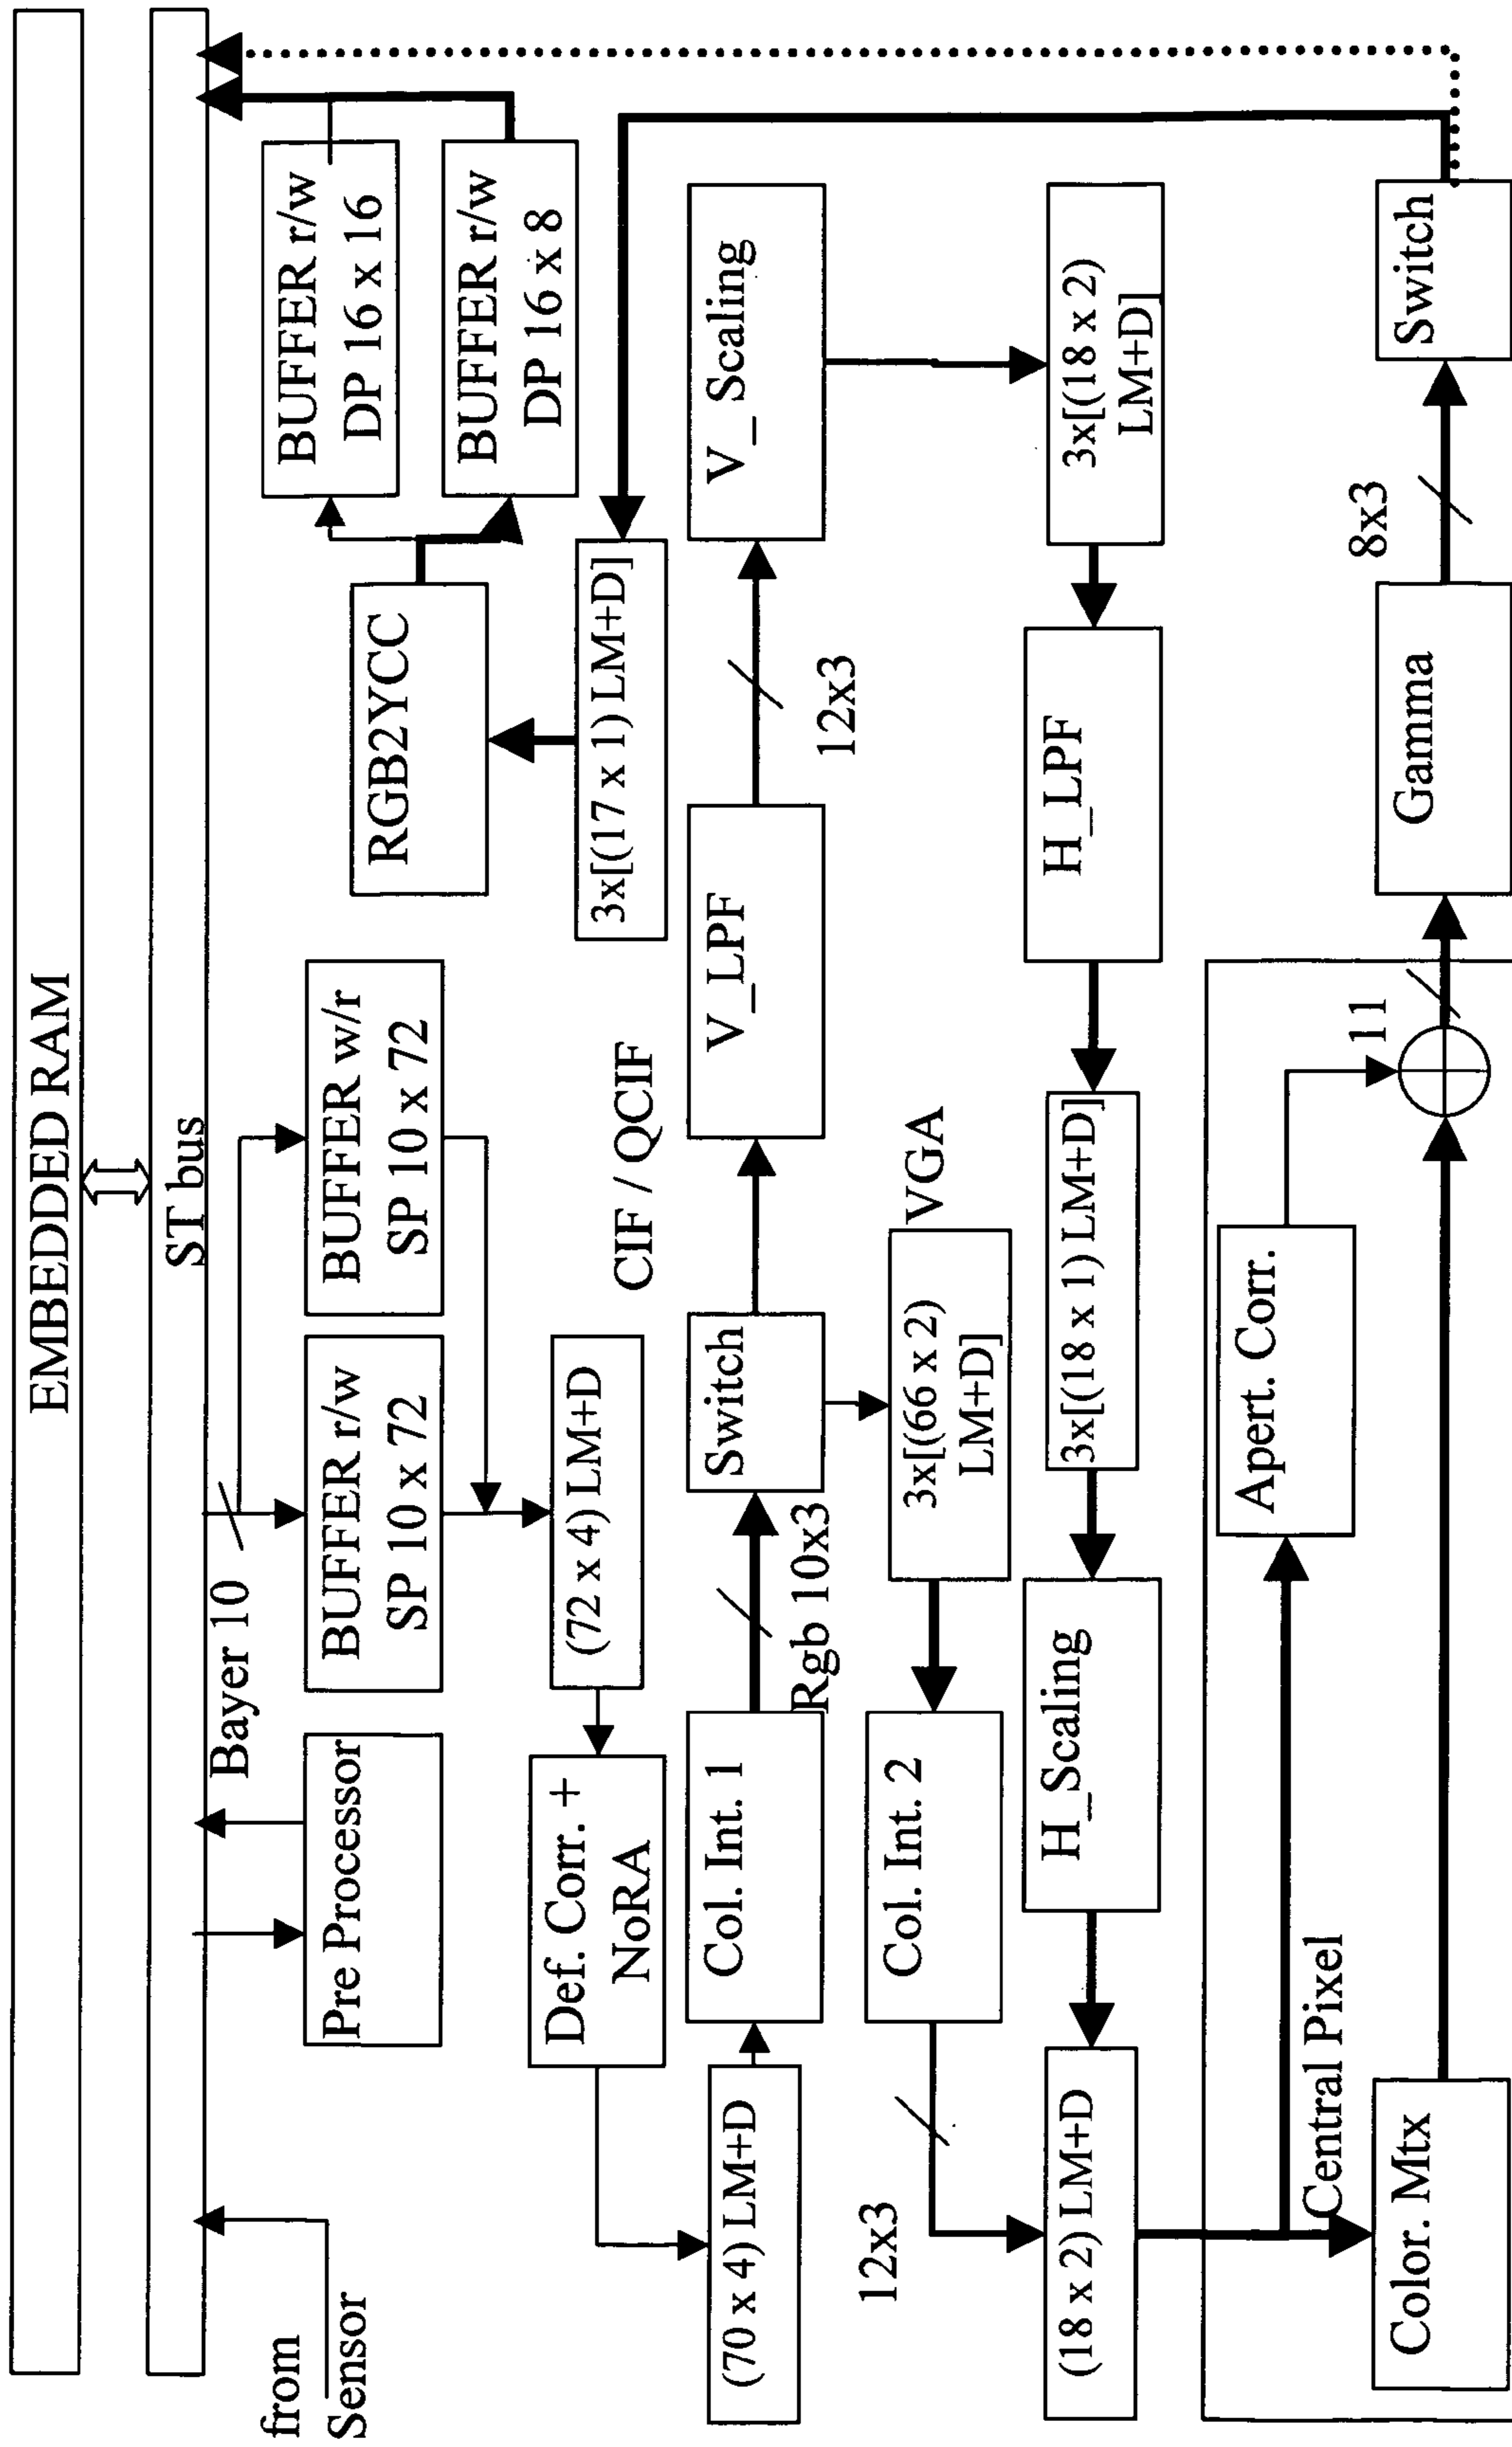 EMBEDDED RAM
ST bus
from
Sensor
Pre Processor
Bayer 10
BUFFER r/w
SP 10 x 72
BUFFER w/r
SP 10 x 72
BUFFER r/w
DP 16 x 16
BUFFER r/w
DP 16 x 8
RGB2YCC
Def. Corr. +
NoRA
(72 x 4) LM+D
CIF / QCIF
3x[(17 x 1) LM+D]
(70 x 4) LM+D
Col. Int. 1
Rgb 10x3
Switch
V_LPF
12x3
V_ Scaling
12x3
Col. Int. 2
3x[(66 x 2)
LM+D]
VGA
(18 x 2) LM+D
H_Scaling
3x[(18 x 1) LM+D]
H_LPF
3x[(18 x 2)
LM+D]
Central Pixel
Apert. Corr.
11
8x3
Color. Mtx
Gamma
Switch